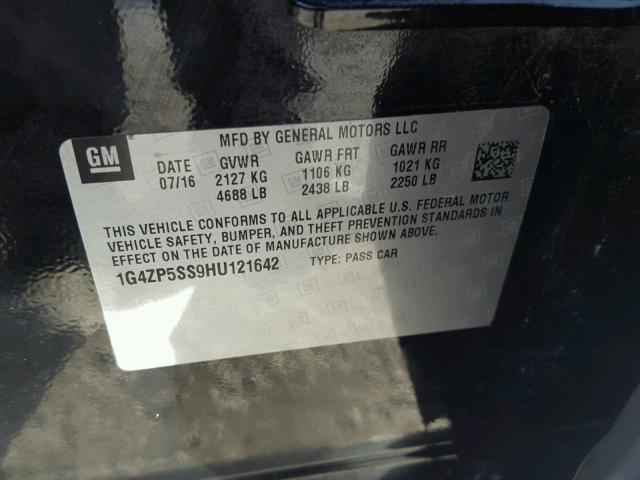 MFD BY GENERAL MOTORS LLC
GM
DATE GVWR GAWR FRT GAWR RR
07/16 2127 KG 1106 KG 1021 KG
4688 LB 2438 LB 2250 LB
THIS VEHICLE CONFORMS TO ALL APPLICABLE U.S. FEDERAL MOTOR
VEHICLE SAFETY, BUMPER, AND THEFT PREVENTION STANDARDS IN
EFFECT ON THE DATE OF MANUFACTURE SHOWN ABOVE.
1G4ZP5SS9HU121642 TYPE: PASS CAR